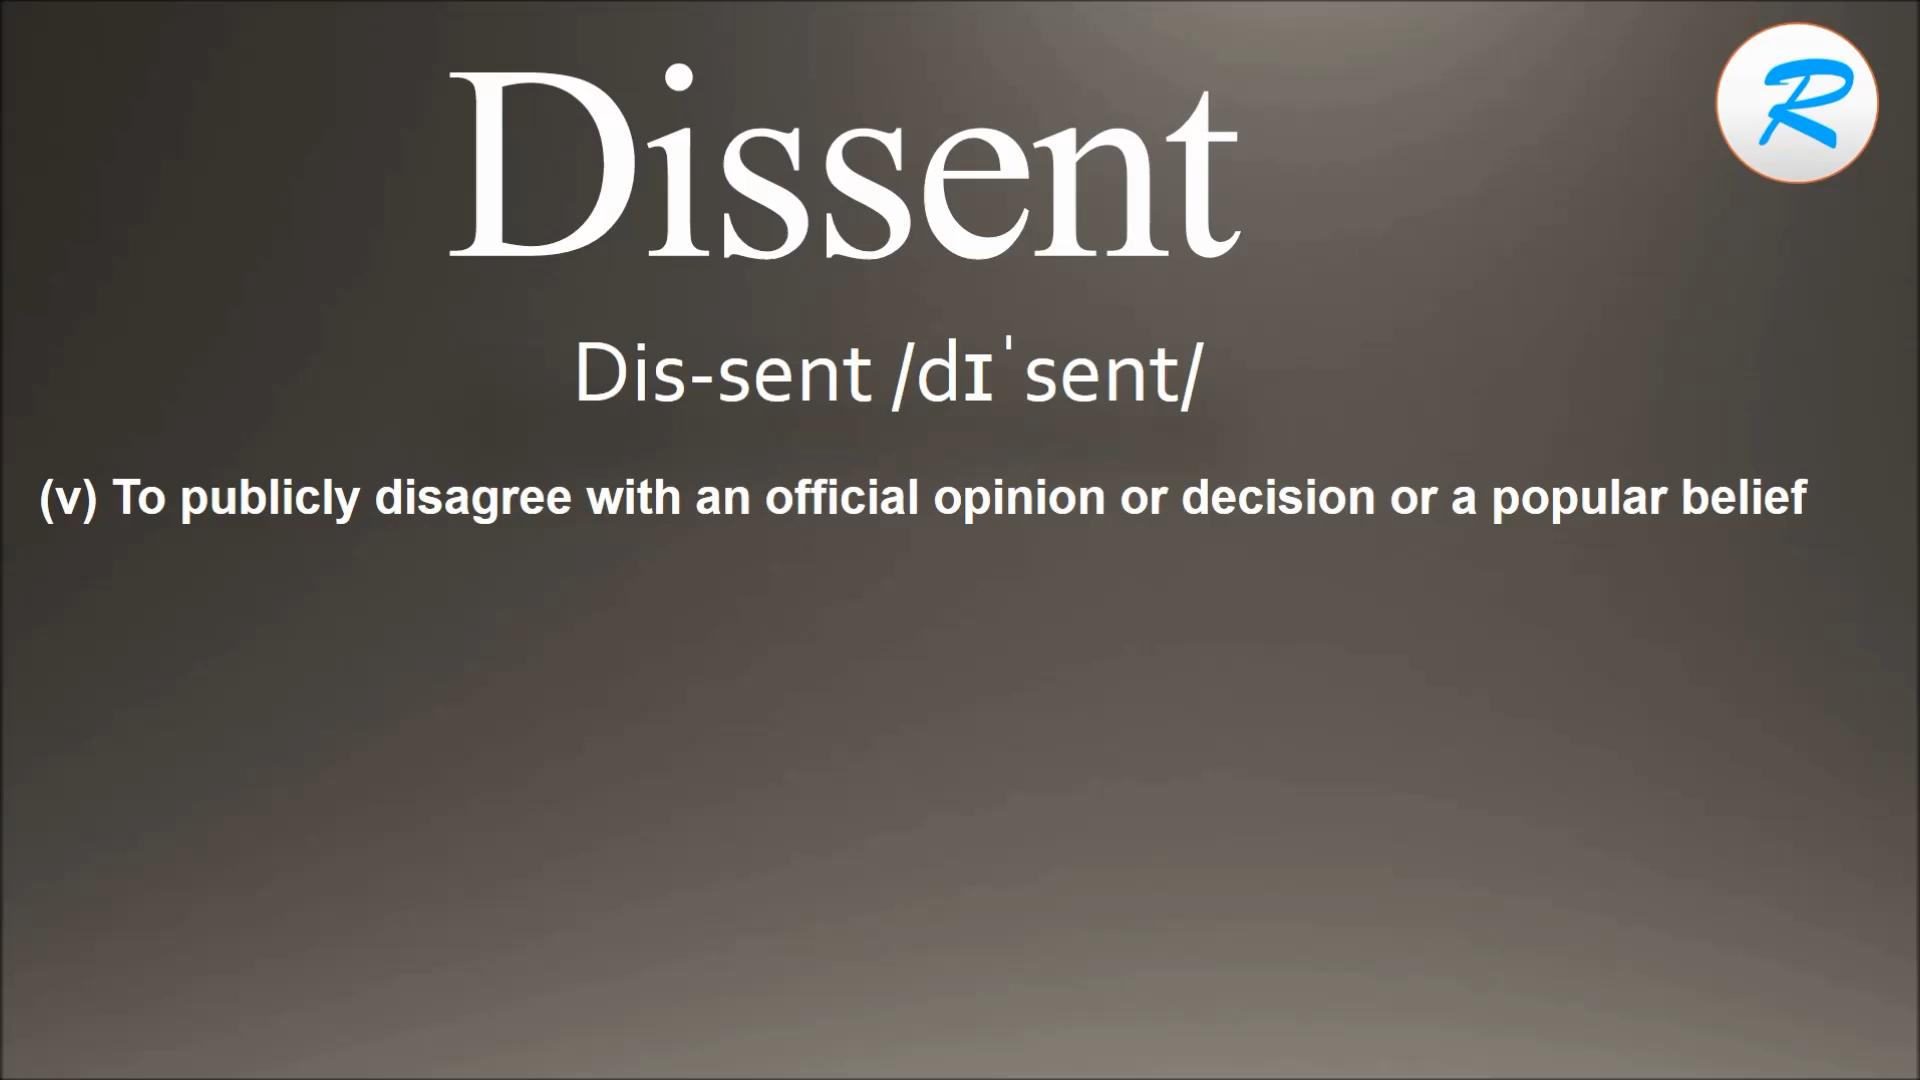 Dissent
R
Dis-sent /dɪˈsent/
(v) To publicly disagree with an official opinion or decision or a popular belief